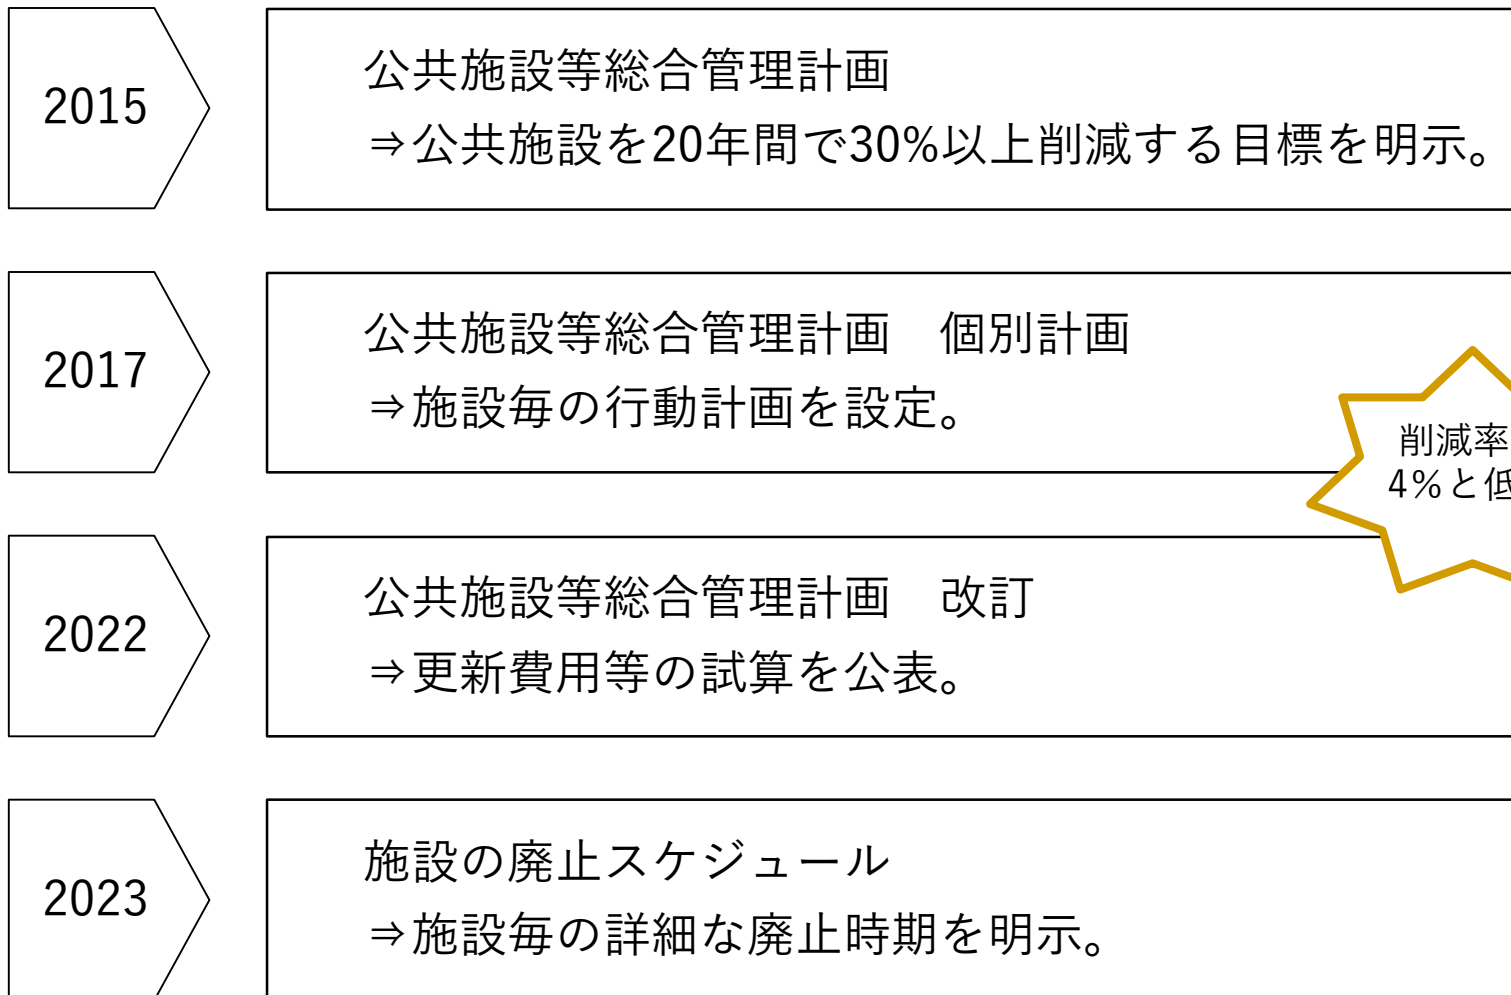 2015
公共施設等総合管理計画
⇒公共施設を20年間で30%以上削減する目標を明示。
2017
公共施設等総合管理計画　個別計画
⇒施設毎の行動計画を設定。
削減率
4%と低
2022
公共施設等総合管理計画　改訂
⇒更新費用等の試算を公表。
2023
施設の廃止スケジュール
⇒施設毎の詳細な廃止時期を明示。